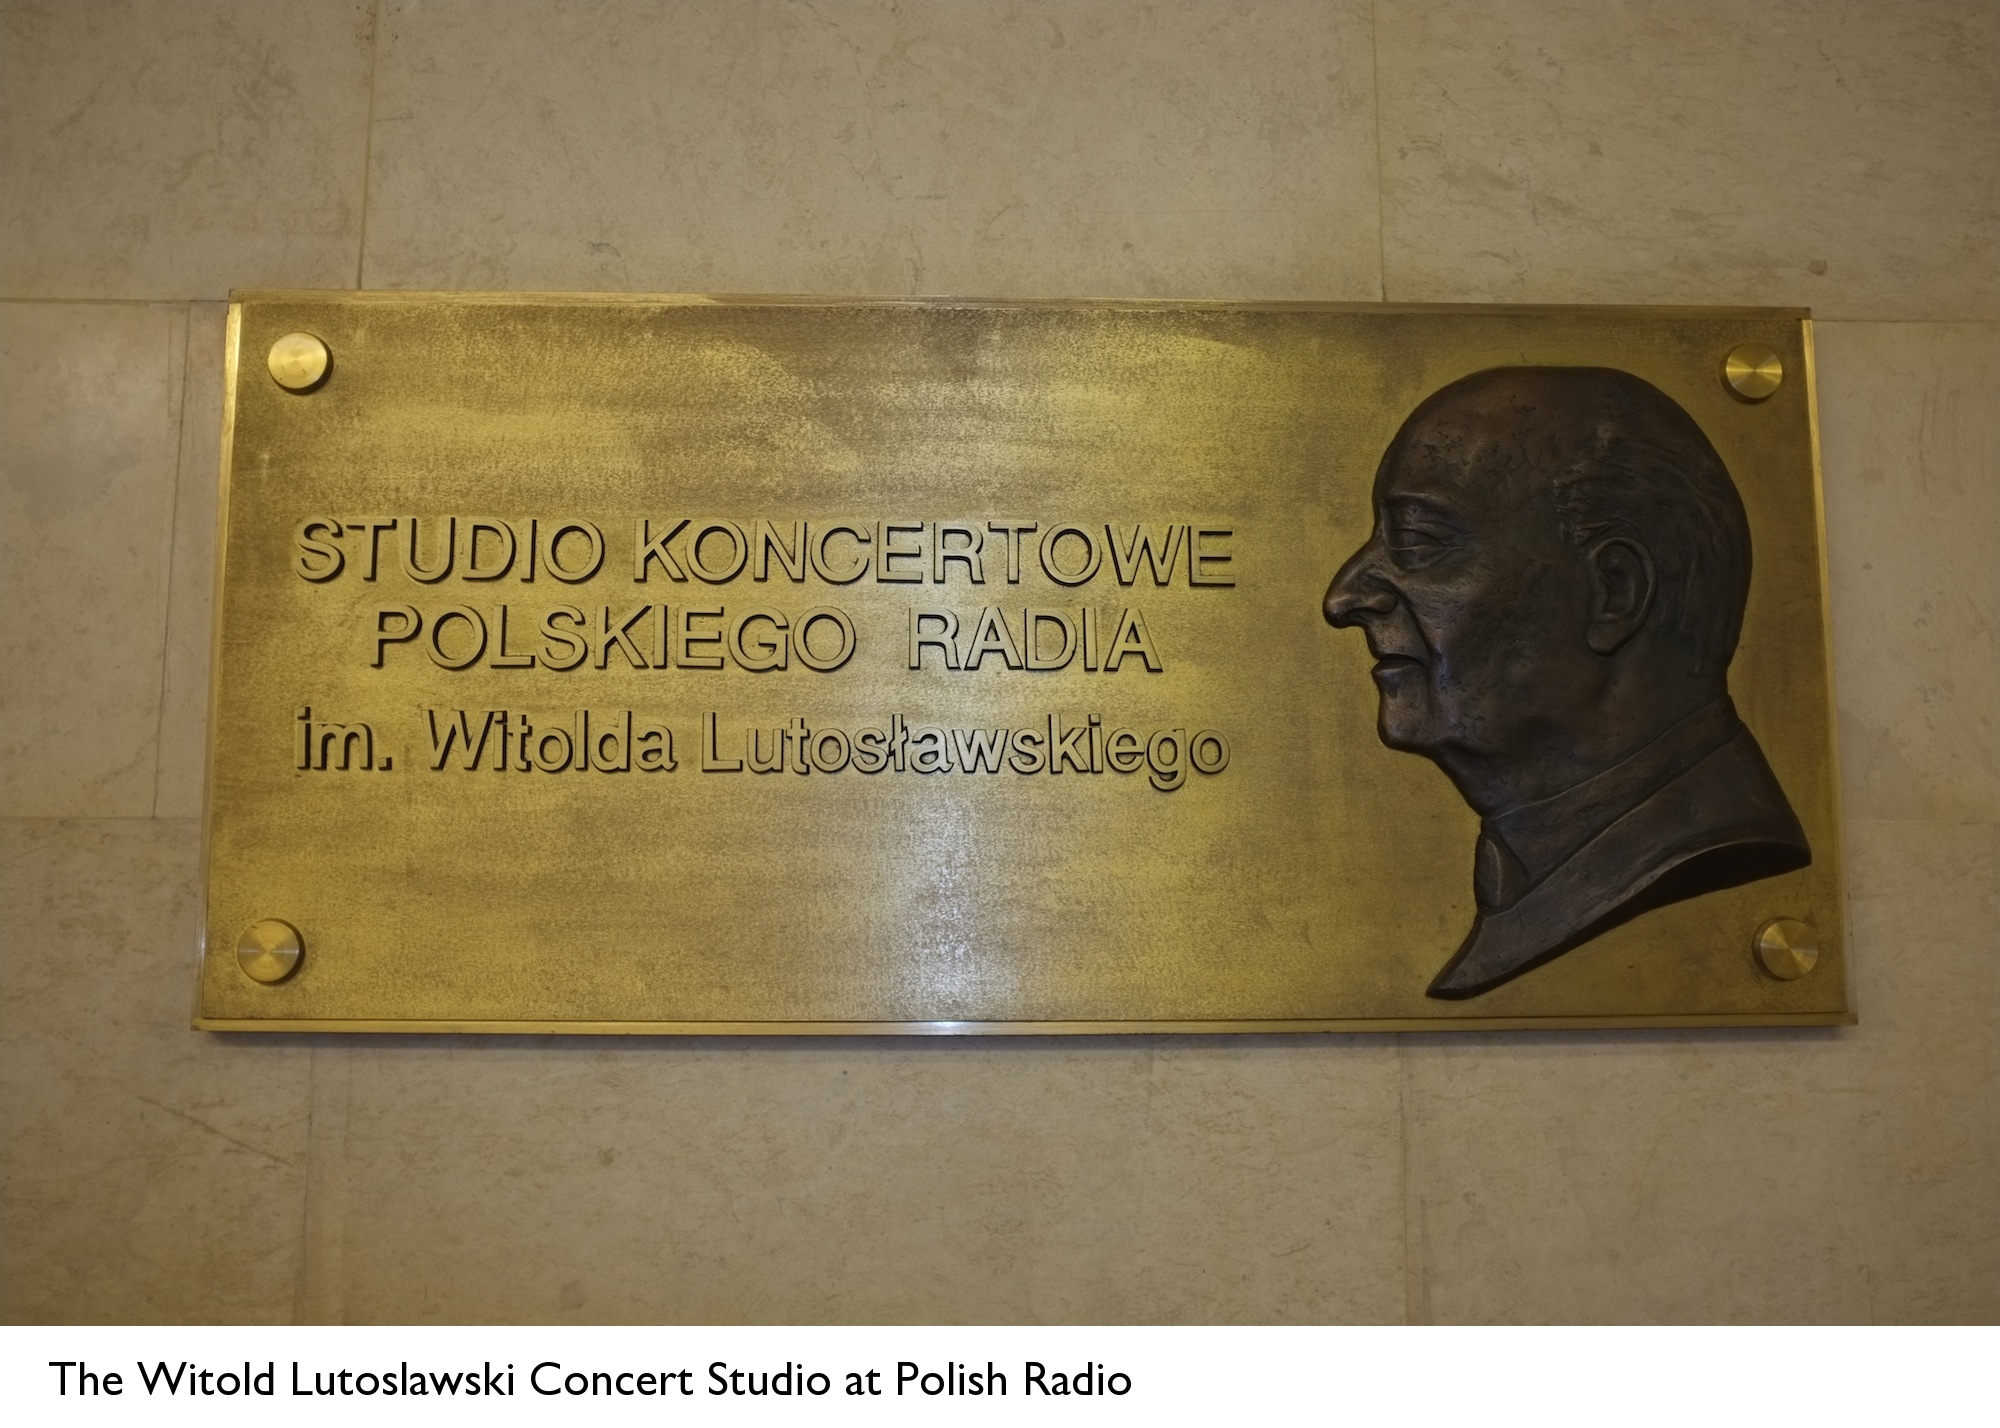 STUDIO KONCERTOWE
POLSKIEGO RADIA
im. Witolda Lutosławskiego
The Witold Lutoslawski Concert Studio at Polish Radio